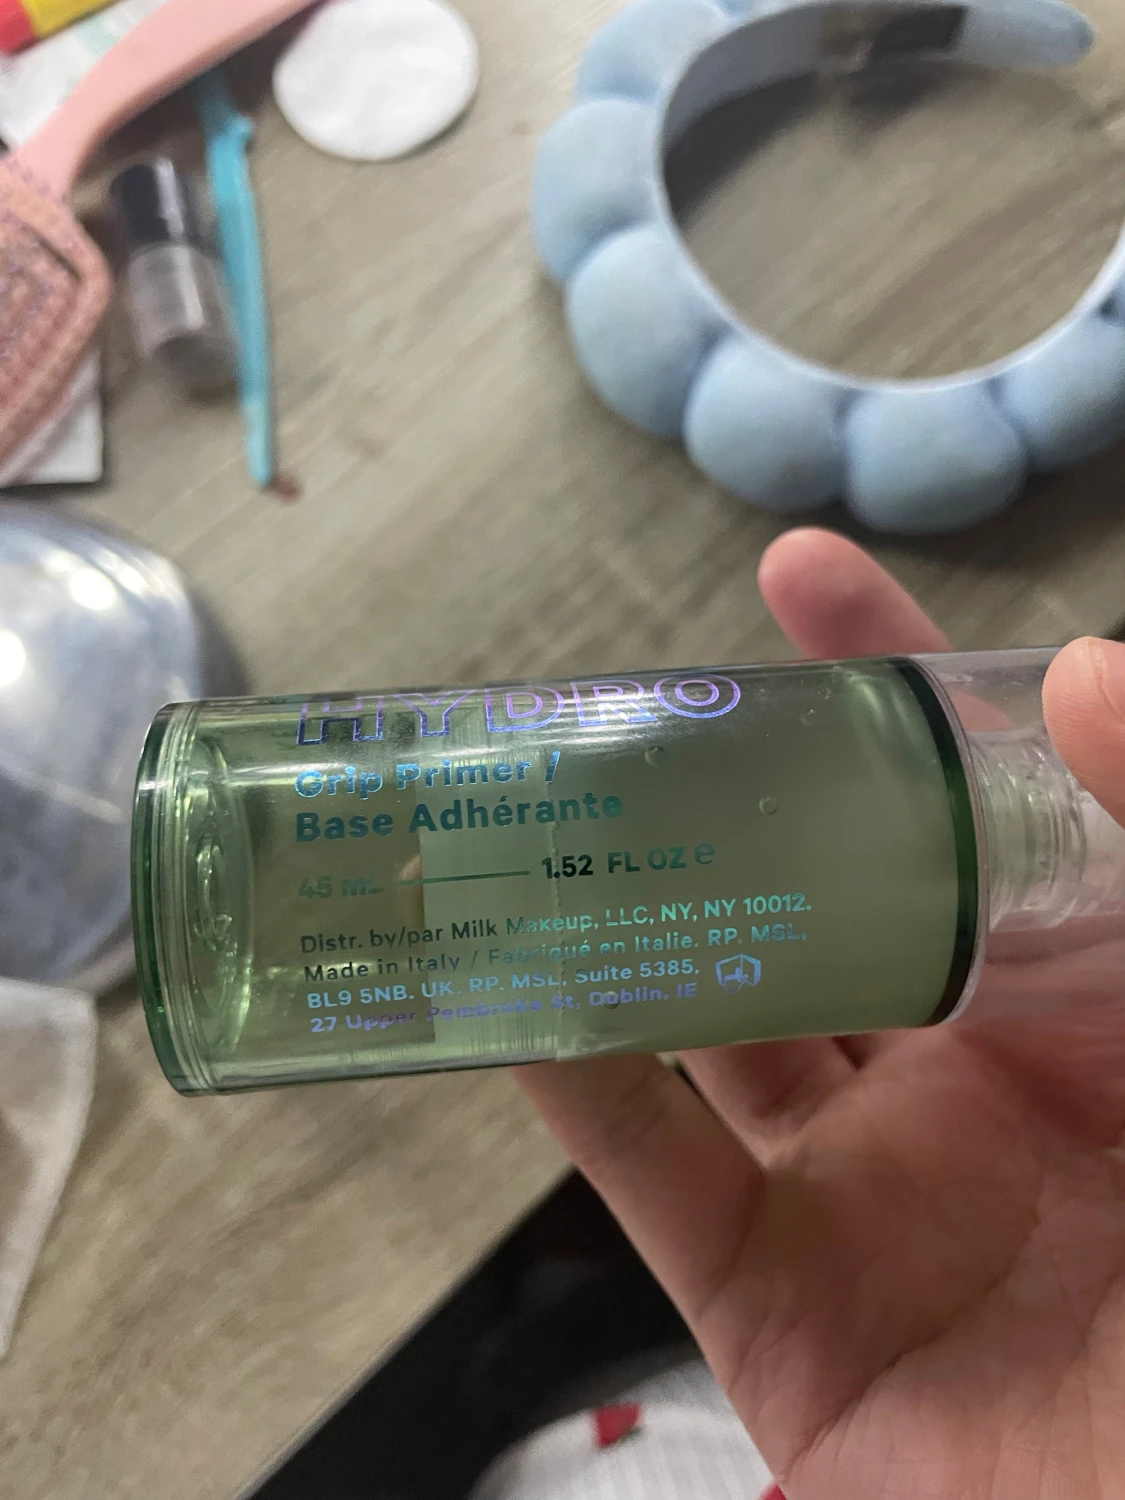 HYDRO
Grip Primer /
Base Adhérante
45 mL 1.52 FL OZ e
Distr. by/par Milk Makeup, LLC, NY, NY 10012.
Made in Italy / Fabriqué en Italie. RP. MSL,
BL9 5NB. UK. RP. MSL, Suite 5385,
27 Upper Pembroke St, Dublin. IE